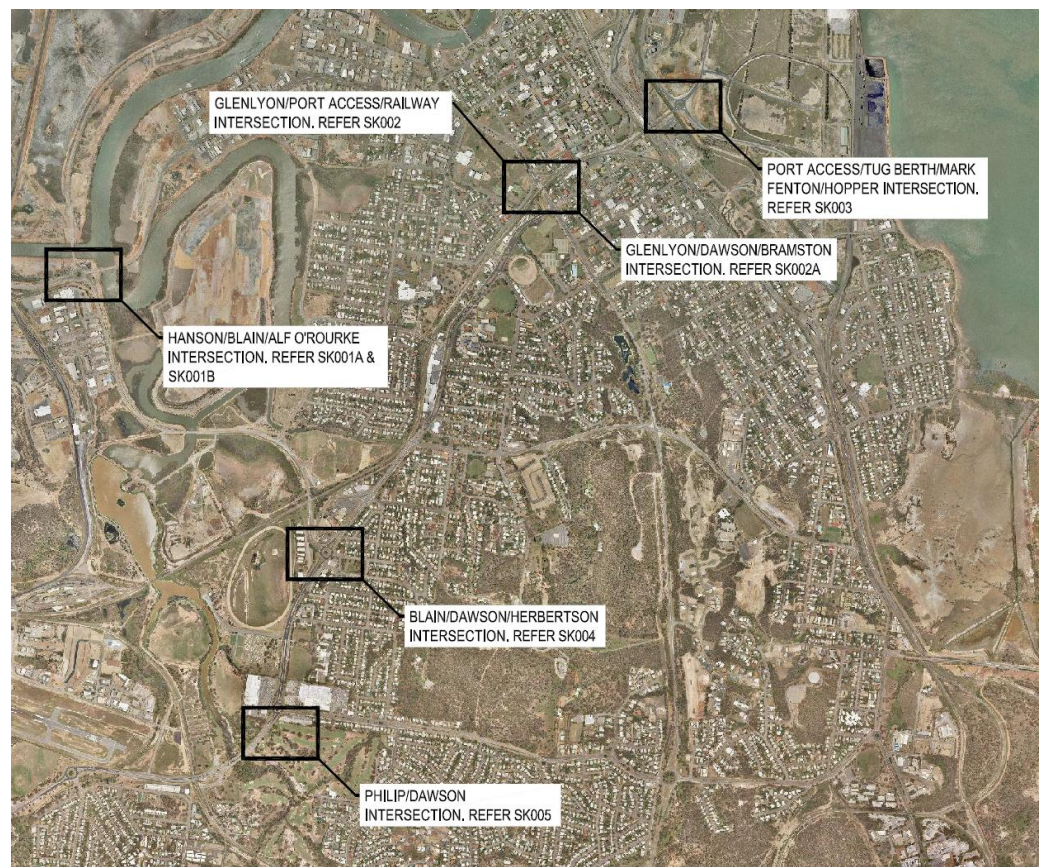 GLENLYON/PORT ACCESS/RAILWAY
INTERSECTION. REFER SK002
PORT ACCESS/TUG BERTH/MARK
FENTON/HOPPER INTERSECTION.
REFER SK003
GLENLYON/DAWSON/BRAMSTON
INTERSECTION. REFER SK002A
HANSON/BLAIN/ALF O'ROURKE
INTERSECTION. REFER SK001A &
SK001B
BLAIN/DAWSON/HERBERTSON
INTERSECTION. REFER SK004
PHILIP/DAWSON
INTERSECTION. REFER SK005